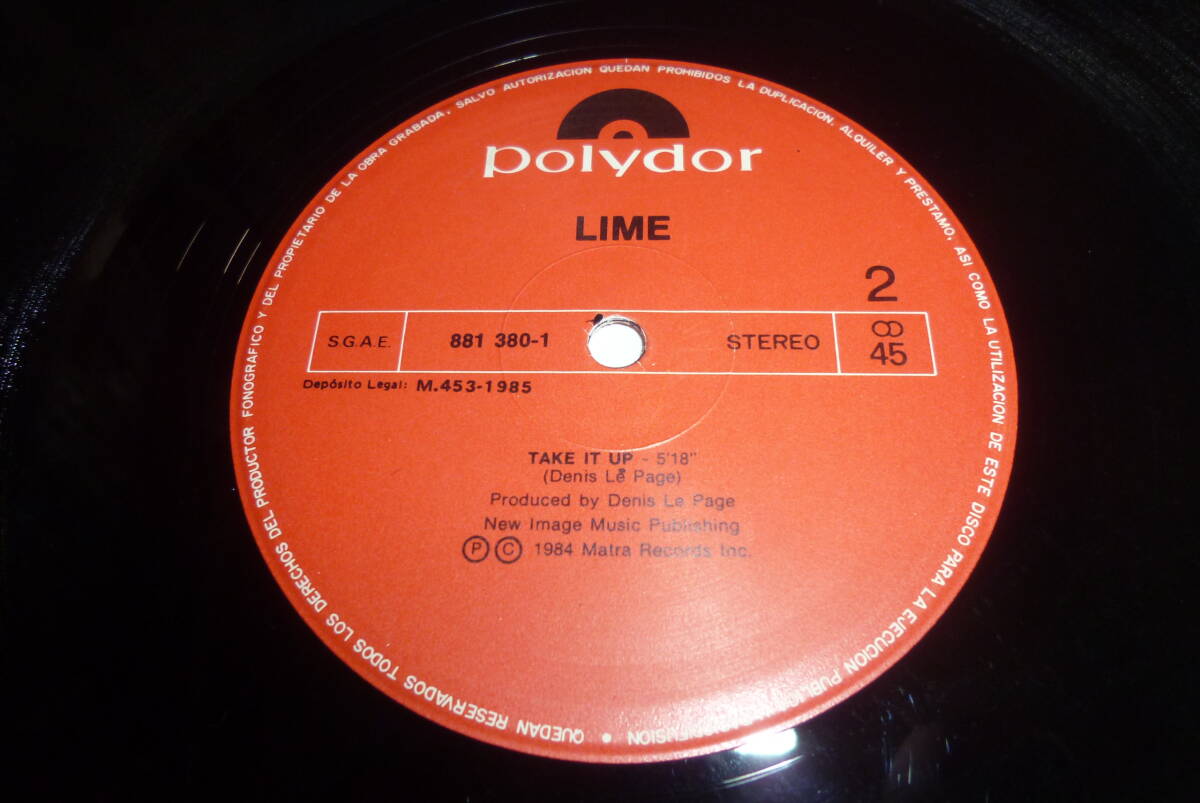 QUEDAN RESERVADOS TODOS LOS DERECHOS DEL PRODUCTOR FONOGRAFICO Y DEL PROPIETARIO DE LA OBRA GRABADA, SALVO AUTORIZACION QUEDAN PROHIBIDOS LA DUPLICACION, ALQUILER Y PRESTAMO, ASI COMO LA UTILIZACION DE ESTE DISCO PARA LA EJECUCION PUBLICA
polydor
LIME
2
S.G.A.E. 881 380-1 STEREO 45
Depósito Legal: M.453-1985
TAKE IT UP - 5'18"
(Denis Le Page)
Produced by Denis Le Page
New Image Music Publishing
Ⓟ Ⓒ 1984 Matra Records Inc.